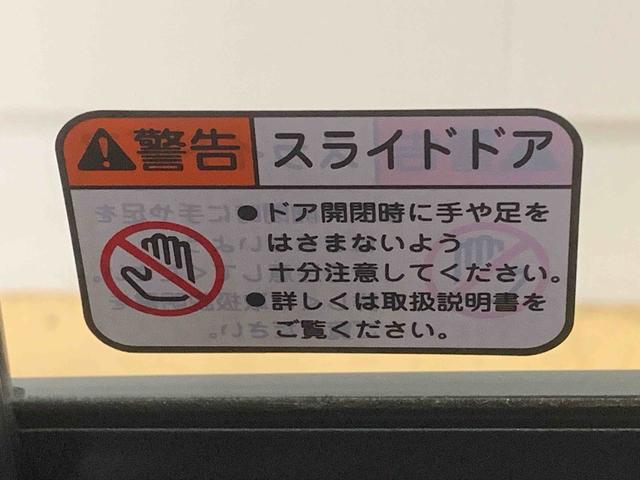 警告 スライドドア
●ドア開閉時に手や足を
はさまないよう
十分注意してください。
●詳しくは取扱説明書を
ご覧ください。